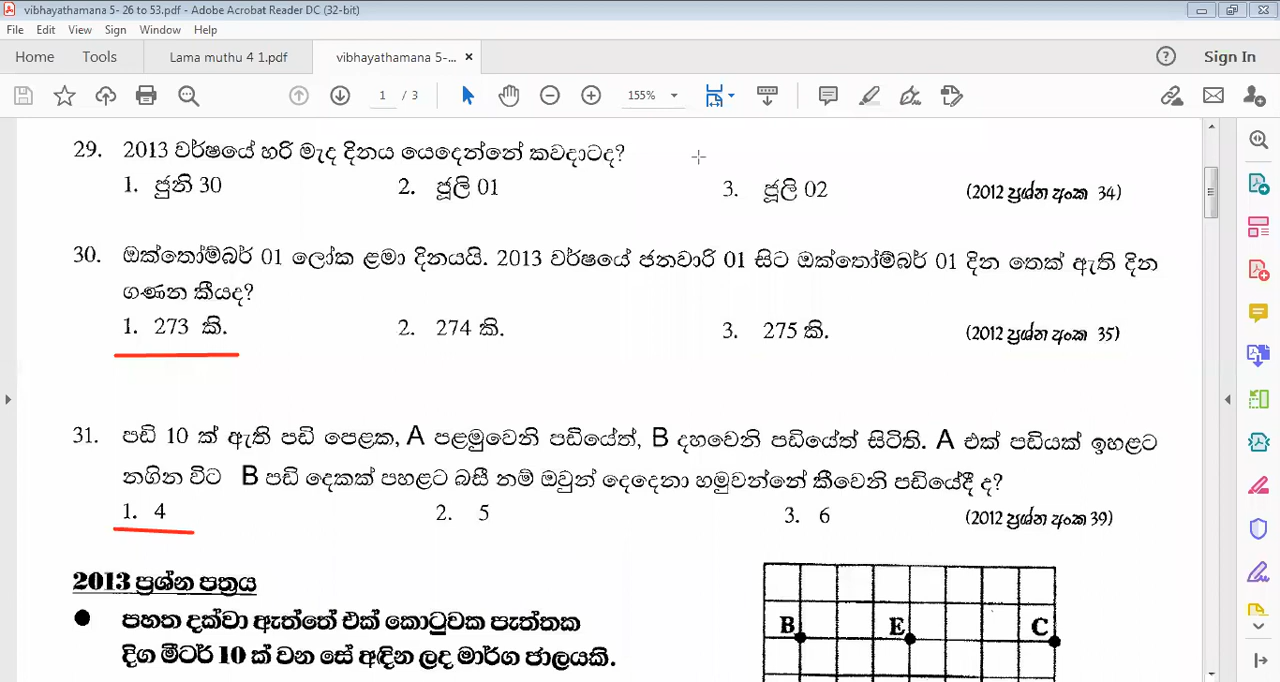 vibhayathamana 5- 26 to 53.pdf - Adobe Acrobat Reader DC (32-bit)
File Edit View Sign Window Help
Home Tools Lama muthu 4 1.pdf vibhayathamana 5-... × Sign In
1 / 3 155%
29. 2013 වර්ෂයේ හරි මැද දිනය යෙදෙන්නේ කවදාටද?
1. ජුනි 30 2. ජූලි 01 3. ජූලි 02 (2012 ප්‍රශ්න අංක 34)
30. ඔක්තෝම්බර් 01 ලෝක ළමා දිනයයි. 2013 වර්ෂයේ ජනවාරි 01 සිට ඔක්තෝම්බර් 01 දින තෙක් ඇති දින
ගණන කීයද?
1. 273 කි. 2. 274 කි. 3. 275 කි. (2012 ප්‍රශ්න අංක 35)
31. පඩි 10 ක් ඇති පඩි පෙළක, A පළමුවෙනි පඩියේත්, B දහවෙනි පඩියේත් සිටිති. A එක් පඩියක් ඉහළට
නගින විට B පඩි දෙකක් පහළට බසී නම් ඔවුන් දෙදෙනා හමුවන්නේ කීවෙනි පඩියේදී ද?
1. 4 2. 5 3. 6 (2012 ප්‍රශ්න අංක 39)
2013 ප්‍රශ්න පත්‍රය
● පහත දක්වා ඇත්තේ එක් කොටුවක පැත්තක
දිග මීටර් 10 ක් වන සේ අඳින ලද මාර්ග ජාලයකි.
B E C